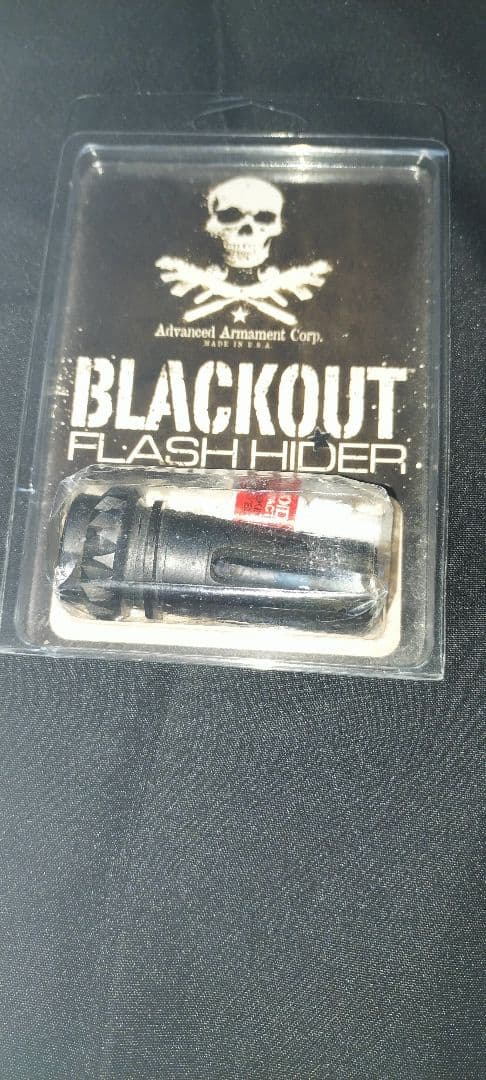 Advanced Armament Corp.
MADE IN U.S.A.
BLACKOUT
FLASH HIDER